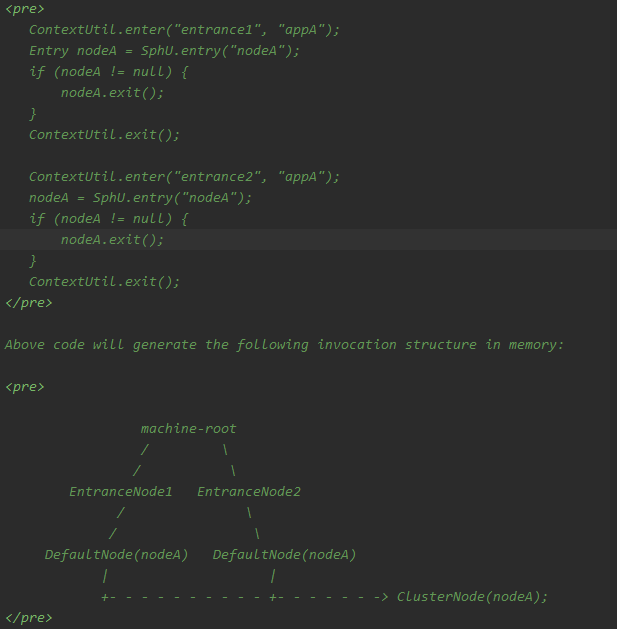 <pre>
   ContextUtil.enter("entrance1", "appA");
   Entry nodeA = SphU.entry("nodeA");
   if (nodeA != null) {
       nodeA.exit();
   }
   ContextUtil.exit();

   ContextUtil.enter("entrance2", "appA");
   nodeA = SphU.entry("nodeA");
   if (nodeA != null) {
       nodeA.exit();
   }
   ContextUtil.exit();
</pre>

Above code will generate the following invocation structure in memory:

<pre>

                 machine-root
                 /         \
                /           \
        EntranceNode1   EntranceNode2
              /               \
             /                 \
     DefaultNode(nodeA)   DefaultNode(nodeA)
            |                    |
            +- - - - - - - - - - +- - - - - - -> ClusterNode(nodeA);
</pre>